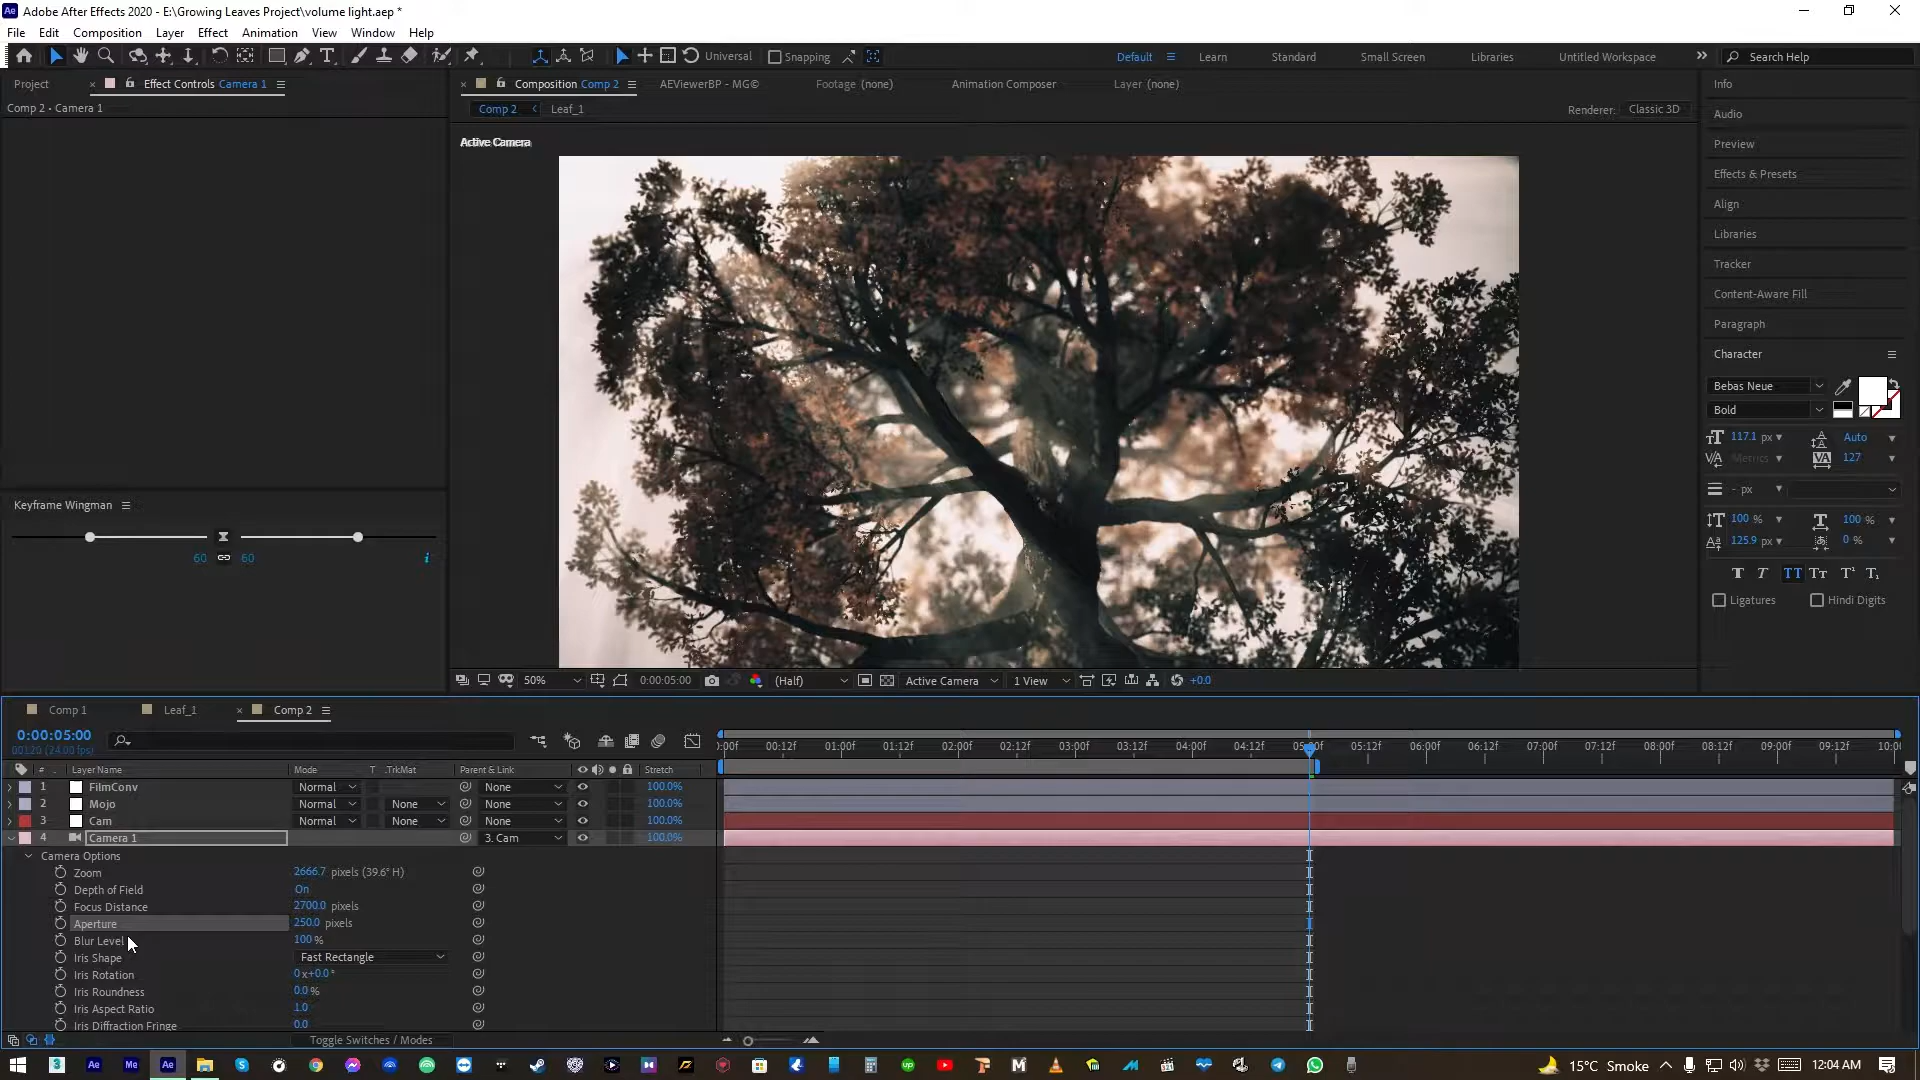 Adobe After Effects 2020 - E:\Growing Leaves Project\volume light.aep *
File Edit Composition Layer Effect Animation View Window Help
Universal Snapping Default Learn Standard Small Screen Libraries Untitled Workspace Search Help
Project Effect Controls Camera 1
Comp 2 • Camera 1
Composition Comp 2 AEViewerBP - MG© Footage (none) Animation Composer Layer (none)
Comp 2 Leaf_1 Renderer: Classic 3D
Active Camera
Info
Audio
Preview
Effects & Presets
Align
Libraries
Tracker
Content-Aware Fill
Paragraph
Character
Bebas Neue
Bold
117.1 px Auto
Metrics 127
- px
100 % 100 %
125.9 px 0 %
Ligatures Hindi Digits
Keyframe Wingman
60 60
50% 0:00:05:00 (Half) Active Camera 1 View +0.0
Comp 1 Leaf_1 Comp 2
0:00:05:00
00120 (24.00 fps)
:00f 00:12f 01:00f 01:12f 02:00f 02:12f 03:00f 03:12f 04:00f 04:12f 05:00f 05:12f 06:00f 06:12f 07:00f 07:12f 08:00f 08:12f 09:00f 09:12f 10:00
# Layer Name Mode T .TrkMat Parent & Link Stretch
1 FilmConv Normal None 100.0%
2 Mojo Normal None None 100.0%
3 Cam Normal None None 100.0%
4 Camera 1 3. Cam 100.0%
Camera Options
Zoom 2666.7 pixels (39.6° H)
Depth of Field On
Focus Distance 2700.0 pixels
Aperture 250.0 pixels
Blur Level 100 %
Iris Shape Fast Rectangle
Iris Rotation 0x+0.0°
Iris Roundness 0.0 %
Iris Aspect Ratio 1.0
Iris Diffraction Fringe 0.0
Toggle Switches / Modes
15°C Smoke 12:04 AM